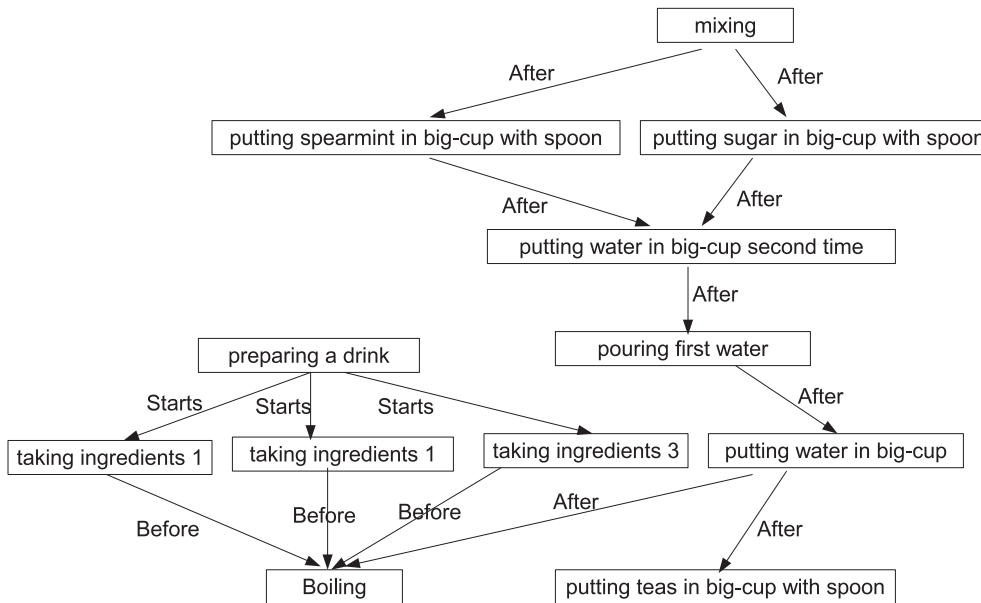 mixing
After
After
putting spearmint in big-cup with spoon
putting sugar in big-cup with spoon
After
After
putting water in big-cup second time
After
preparing a drink
pouring first water
Starts
Starts
Starts
After
taking ingredients 1
taking ingredients 1
taking ingredients 3
putting water in big-cup
Before
Before
Before
After
After
Boiling
putting teas in big-cup with spoon